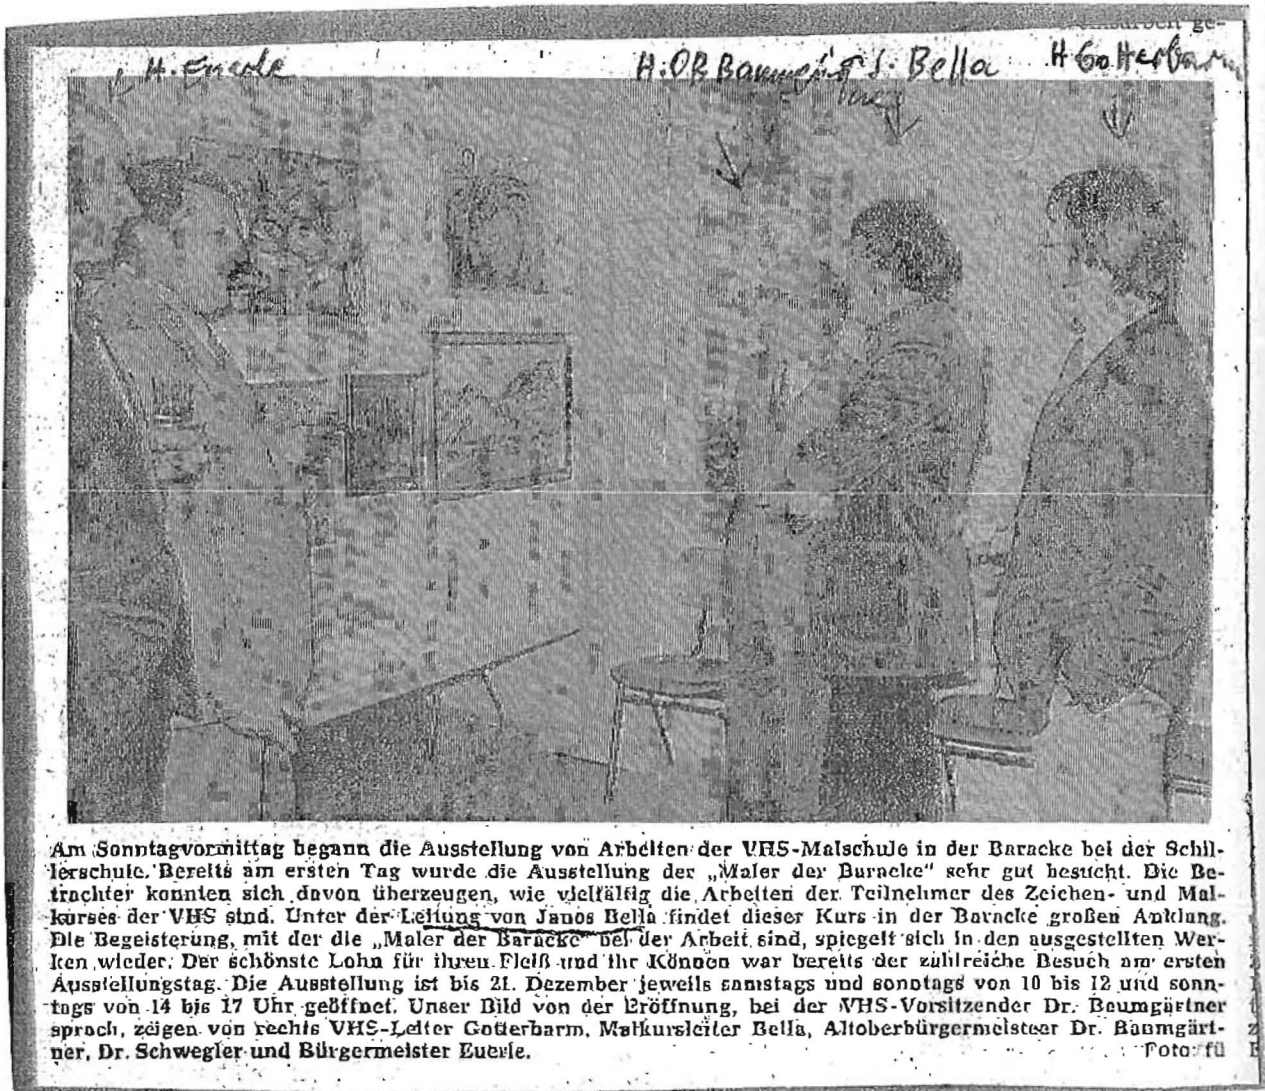 ge-
H. Euerle
H. OB Baumgärtner J. Bella H Gotterbarm
Am Sonntagvormittag begann die Ausstellung von Arbeiten der VHS-Malschule in der Baracke bei der Schil-
lerschule. Bereits am ersten Tag wurde die Ausstellung der „Maler der Baracke“ sehr gut besucht. Die Be-
trachter konnten sich davon überzeugen, wie vielfältig die Arbeiten der Teilnehmer des Zeichen- und Mal-
kurses der VHS sind. Unter der Leitung von Janos Bella findet dieser Kurs in der Baracke großen Anklang.
Die Begeisterung, mit der die „Maler der Baracke“ bei der Arbeit sind, spiegelt sich in den ausgestellten Wer-
ken wieder. Der schönste Lohn für ihren Fleiß und ihr Können war bereits der zahlreiche Besuch am ersten
Ausstellungstag. Die Ausstellung ist bis 21. Dezember jeweils samstags und sonntags von 10 bis 12 und sonn-
tags von 14 bis 17 Uhr geöffnet. Unser Bild von der Eröffnung, bei der VHS-Vorsitzender Dr. Baumgärtner
sprach, zeigen von rechts VHS-Leiter Gotterbarm, Malkursleiter Bella, Altoberbürgermeister Dr. Baumgärt-
ner, Dr. Schwegler und Bürgermeister Euerle.
Foto: fü